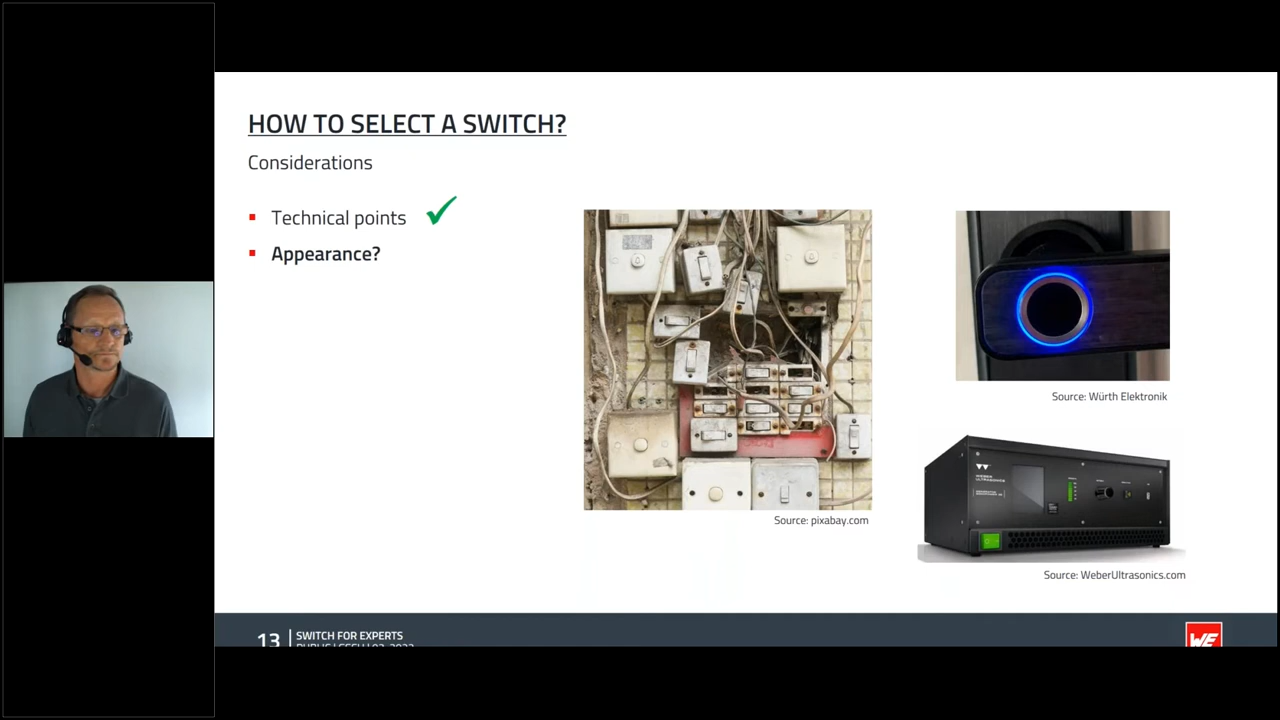 HOW TO SELECT A SWITCH?
Considerations
Technical points
Appearance?
Source: Würth Elektronik
Source: pixabay.com
Source: WeberUltrasonics.com
13
SWITCH FOR EXPERTS
WE